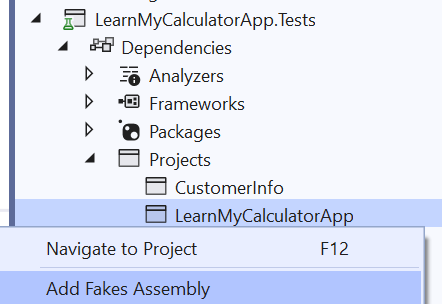 LearnMyCalculatorApp.Tests
Dependencies
Analyzers
Frameworks
Packages
Projects
CustomerInfo
LearnMyCalculatorApp
Navigate to Project F12
Add Fakes Assembly